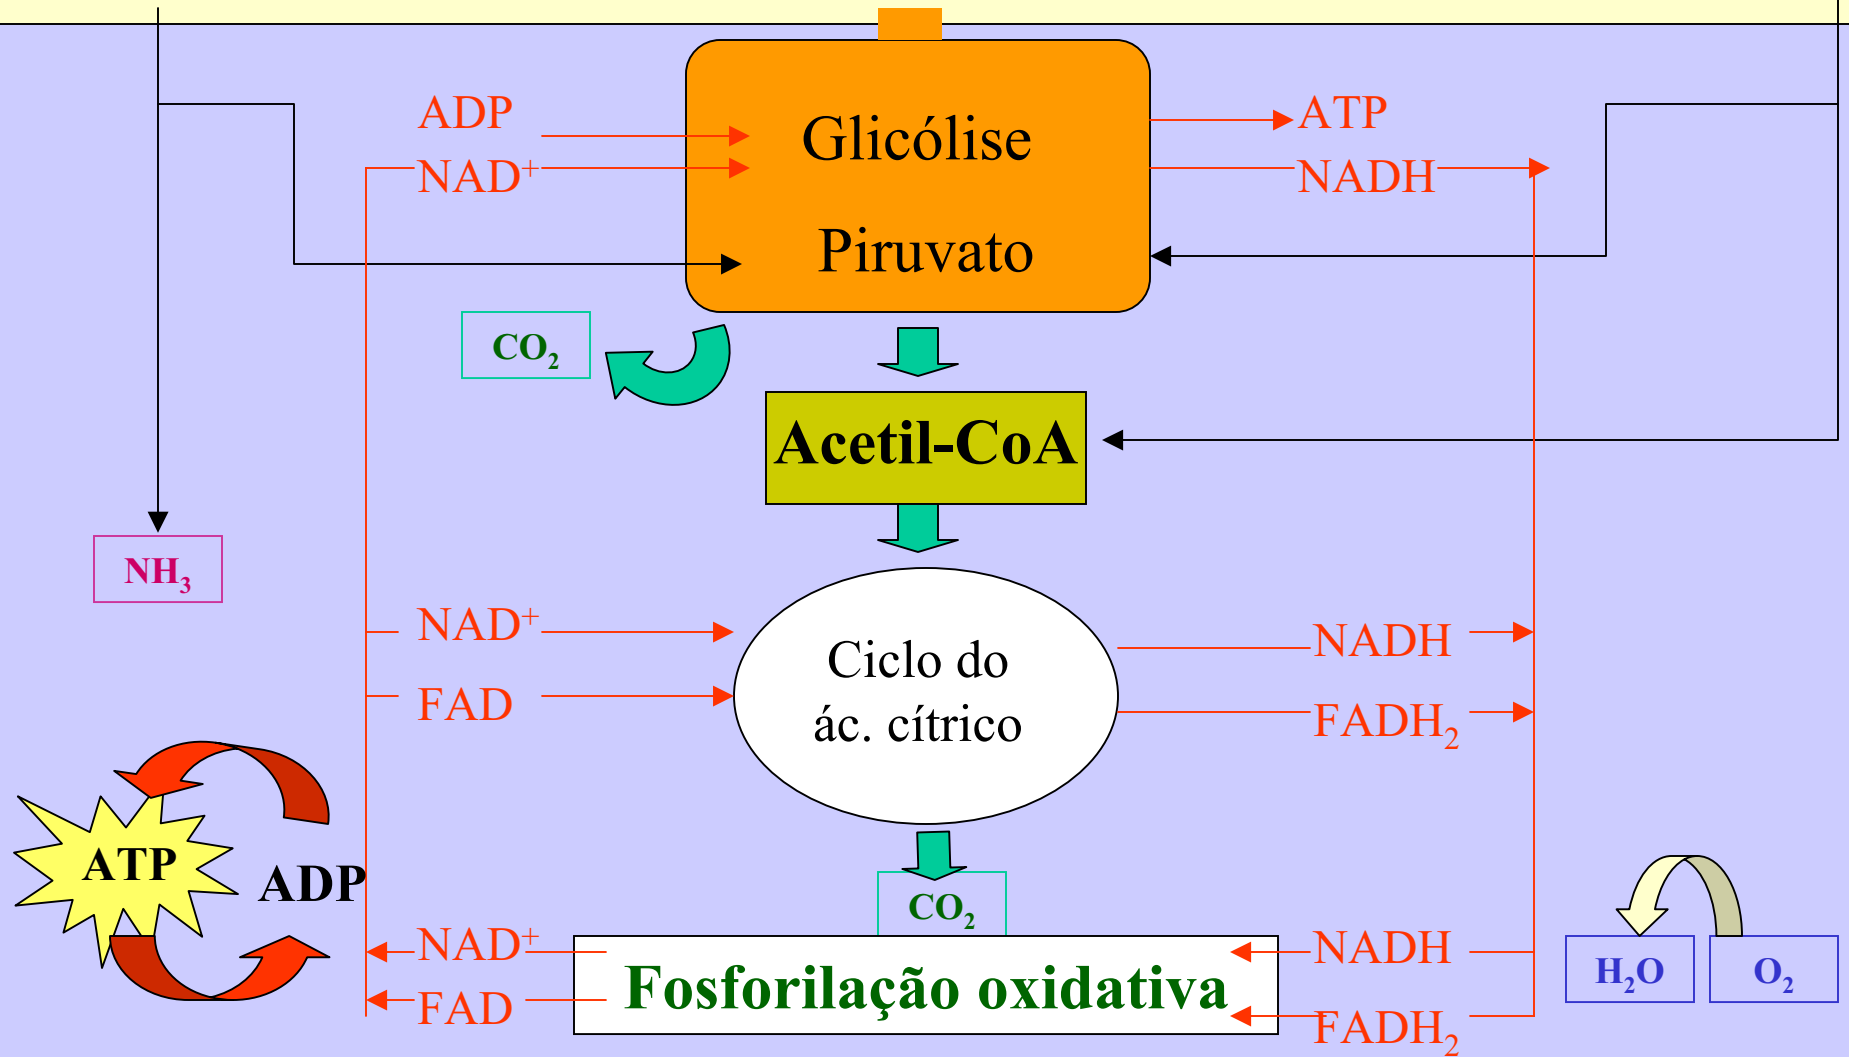 ADP
Glicólise
ATP
NAD⁺
NADH
Piruvato
CO₂
Acetil-CoA
NH₃
NAD⁺
Ciclo do
NADH
FAD
ác. cítrico
FADH₂
ATP
ADP
CO₂
NAD⁺
NADH
Fosforilação oxidativa
H₂O
O₂
FAD
FADH₂